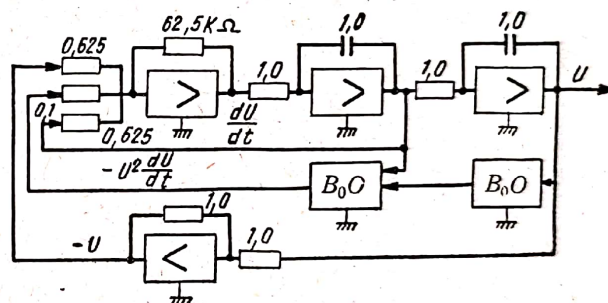 62,5KΩ
1,0
1,0
0,625
1,0
1,0
U
>
>
>
0,1
0,625
dU
dt
-U² dU
dt
B₀O
B₀O
1,0
-U
<
1,0